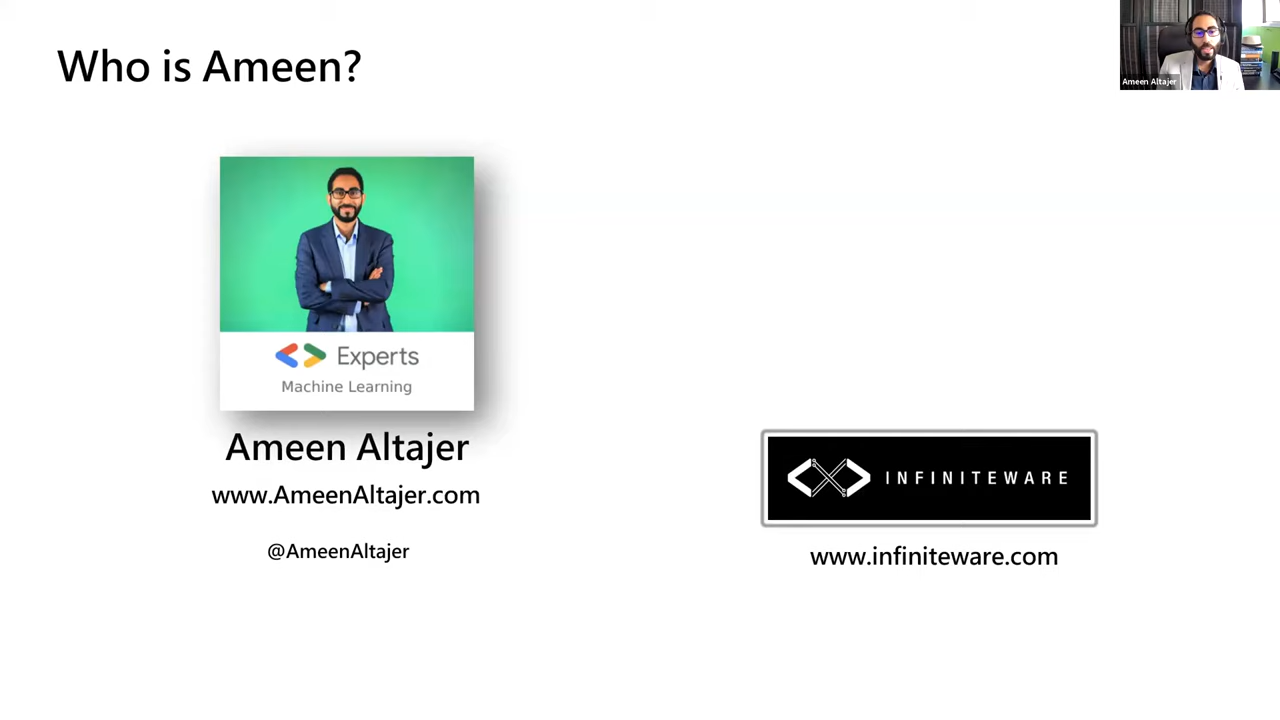 Who is Ameen?
Ameen Altajer
Experts
Machine Learning
Ameen Altajer
www.AmeenAltajer.com
@AmeenAltajer
INFINITEWARE
www.infiniteware.com